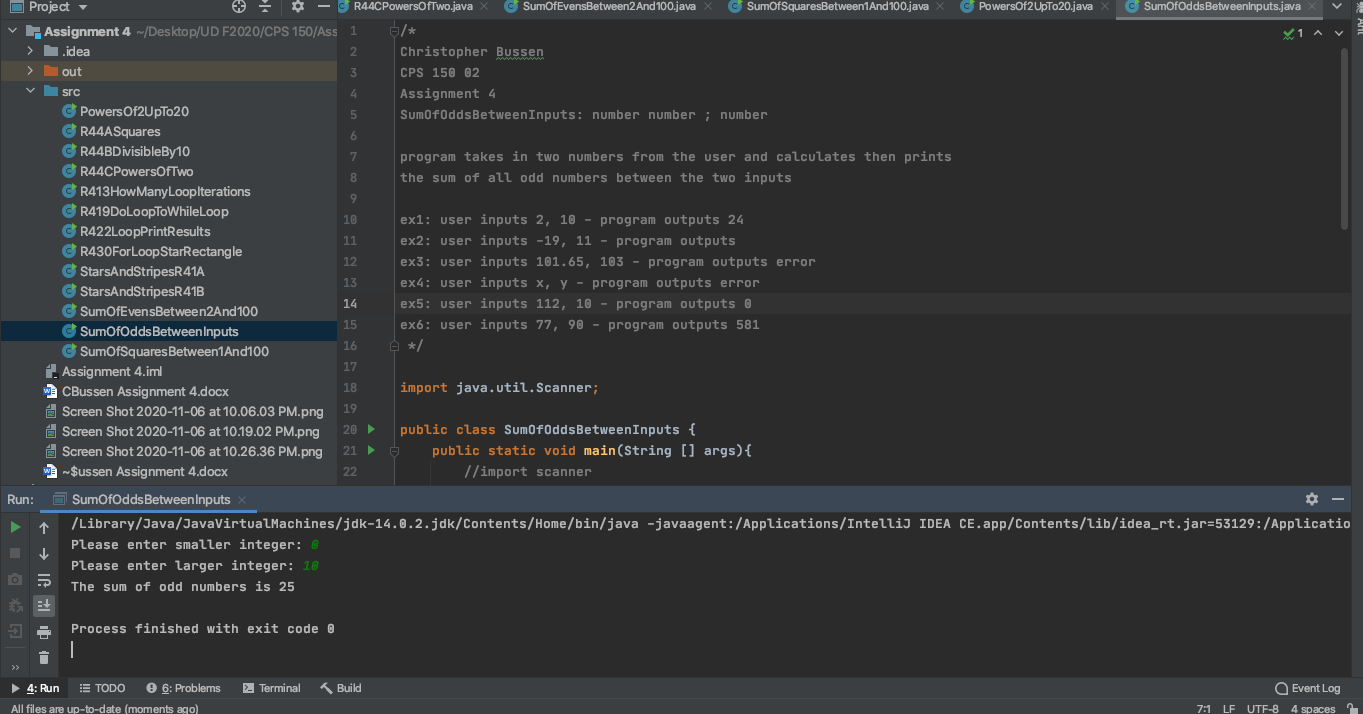 Project
R44CPowersOfTwo.java SumOfEvensBetween2And100.java SumOfSquaresBetween1And100.java PowersOf2UpTo20.java SumOfOddsBetweenInputs.java
Assignment 4 ~/Desktop/UD F2020/CPS 150/Ass
.idea
out
src
PowersOf2UpTo20
R44ASquares
R44BDivisibleBy10
R44CPowersOfTwo
R413HowManyLoopIterations
R419DoLoopToWhileLoop
R422LoopPrintResults
R430ForLoopStarRectangle
StarsAndStripesR41A
StarsAndStripesR41B
SumOfEvensBetween2And100
SumOfOddsBetweenInputs
SumOfSquaresBetween1And100
Assignment 4.iml
CBussen Assignment 4.docx
Screen Shot 2020-11-06 at 10.06.03 PM.png
Screen Shot 2020-11-06 at 10.19.02 PM.png
Screen Shot 2020-11-06 at 10.26.36 PM.png
~$ussen Assignment 4.docx
1 /*
2 Christopher Bussen
3 CPS 150 02
4 Assignment 4
5 SumOfOddsBetweenInputs: number number ; number
6
7 program takes in two numbers from the user and calculates then prints
8 the sum of all odd numbers between the two inputs
9
10 ex1: user inputs 2, 10 - program outputs 24
11 ex2: user inputs -19, 11 - program outputs
12 ex3: user inputs 101.65, 103 - program outputs error
13 ex4: user inputs x, y - program outputs error
14 ex5: user inputs 112, 10 - program outputs 0
15 ex6: user inputs 77, 90 - program outputs 581
16 */
17
18 import java.util.Scanner;
19
20 public class SumOfOddsBetweenInputs {
21 public static void main(String [] args){
22 //import scanner
1
Ant
Run: SumOfOddsBetweenInputs
/Library/Java/JavaVirtualMachines/jdk-14.0.2.jdk/Contents/Home/bin/java -javaagent:/Applications/IntelliJ IDEA CE.app/Contents/lib/idea_rt.jar=53129:/Applicatio
Please enter smaller integer: 0
Please enter larger integer: 10
The sum of odd numbers is 25
Process finished with exit code 0
4: Run TODO 6: Problems Terminal Build Event Log
All files are up-to-date (moments ago) 7:1 LF UTF-8 4 spaces